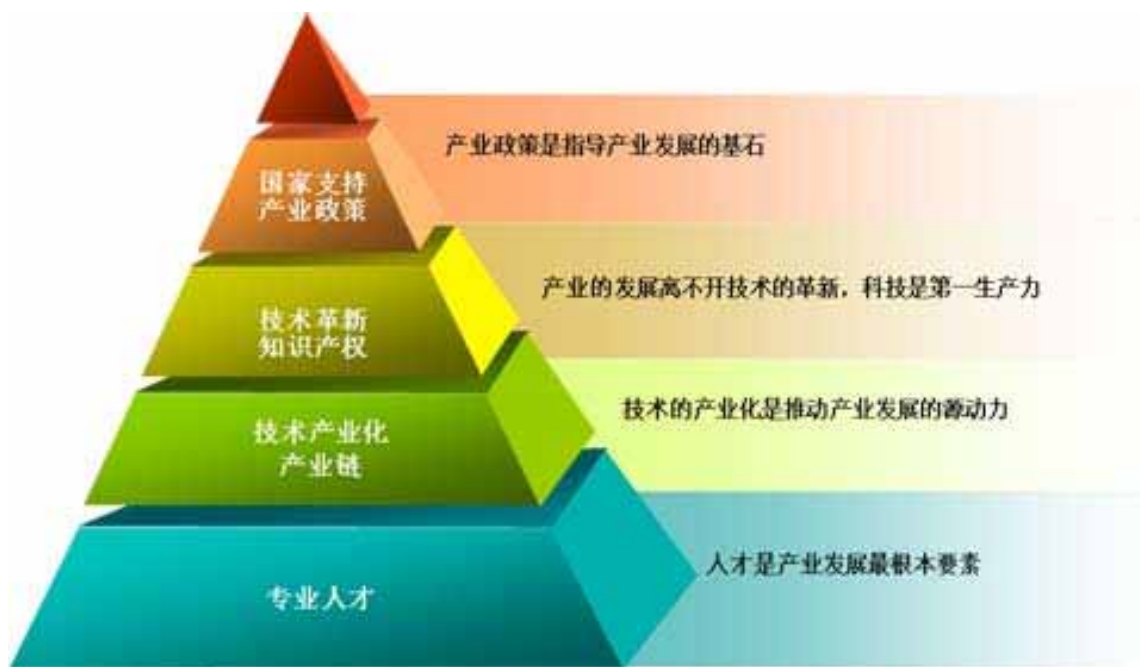 产业政策是指导产业发展的基石
国家支持
产业政策
产业的发展离不开技术的革新，科技是第一生产力
技术革新
知识产权
技术的产业化是推动产业发展的源动力
技术产业化
产业链
人才是产业发展最根本要素
专业人才